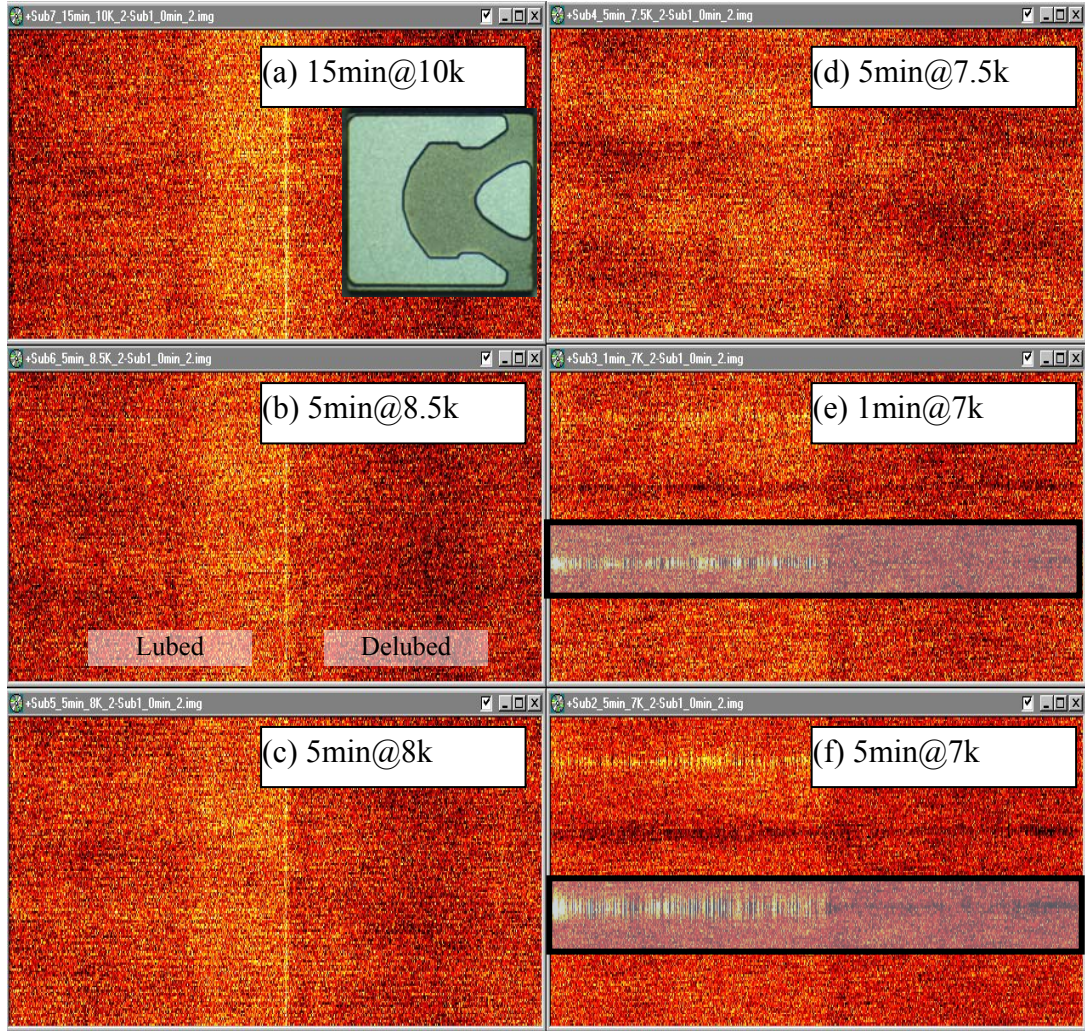 +Sub7_15min_10K_2-Sub1_0min_2.img
(a) 15min@10k
+Sub6_5min_8.5K_2-Sub1_0min_2.img
(b) 5min@8.5k
Lubed
Delubed
+Sub5_5min_8K_2-Sub1_0min_2.img
(c) 5min@8k
+Sub4_5min_7.5K_2-Sub1_0min_2.img
(d) 5min@7.5k
+Sub3_1min_7K_2-Sub1_0min_2.img
(e) 1min@7k
+Sub2_5min_7K_2-Sub1_0min_2.img
(f) 5min@7k